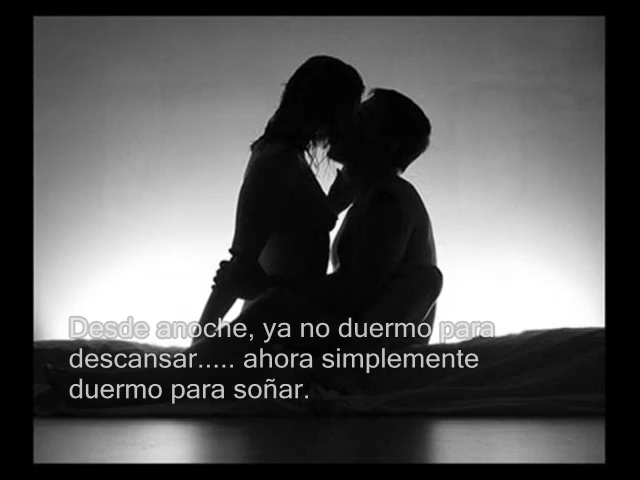 Desde anoche, ya no duermo para
descansar..... ahora simplemente
duermo para soñar.